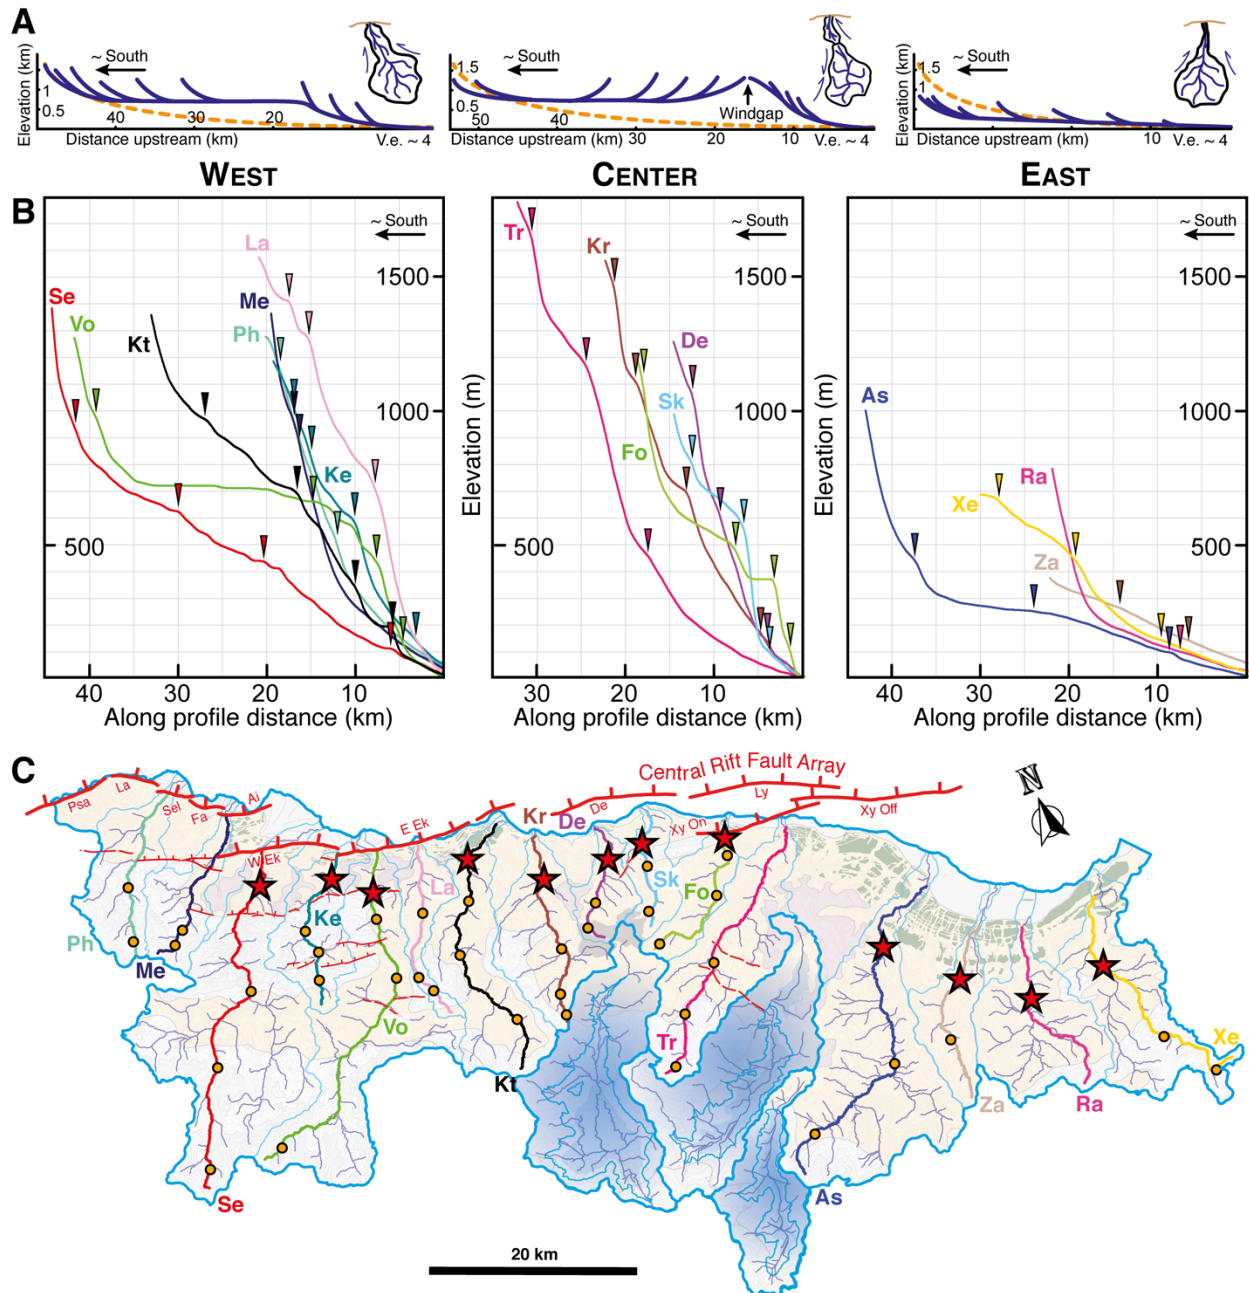 A
~ South
~ South
~ South
Elevation (km)
1
0.5
40
30
20
Distance upstream (km)
V.e. ~ 4
Elevation (km)
1.5
1
0.5
Windgap
50
40
30
20
10
Distance upstream (km)
V.e. ~ 4
Elevation (km)
1.5
1
10
Distance upstream (km)
V.e. ~ 4
WEST
CENTER
EAST
B
~ South
~ South
~ South
La
Se
Vo
Me
Ph
Kt
Ke
1500
1000
500
40
30
20
10
Along profile distance (km)
Elevation (m)
Tr
Kr
De
Sk
Fo
1500
1000
500
30
20
10
Along profile distance (km)
Elevation (m)
As
Ra
Xe
Za
1500
1000
500
40
30
20
10
Along profile distance (km)
C
Central Rift Fault Array
N
Psa
La
Sel
Fa
Ai
W Ek
E Ek
De
Ly
Xy On
Xy Off
Kr
De
La
Sk
Ke
Fo
Ph
Me
Vo
Tr
Kt
Xe
Za
Ra
Se
As
20 km